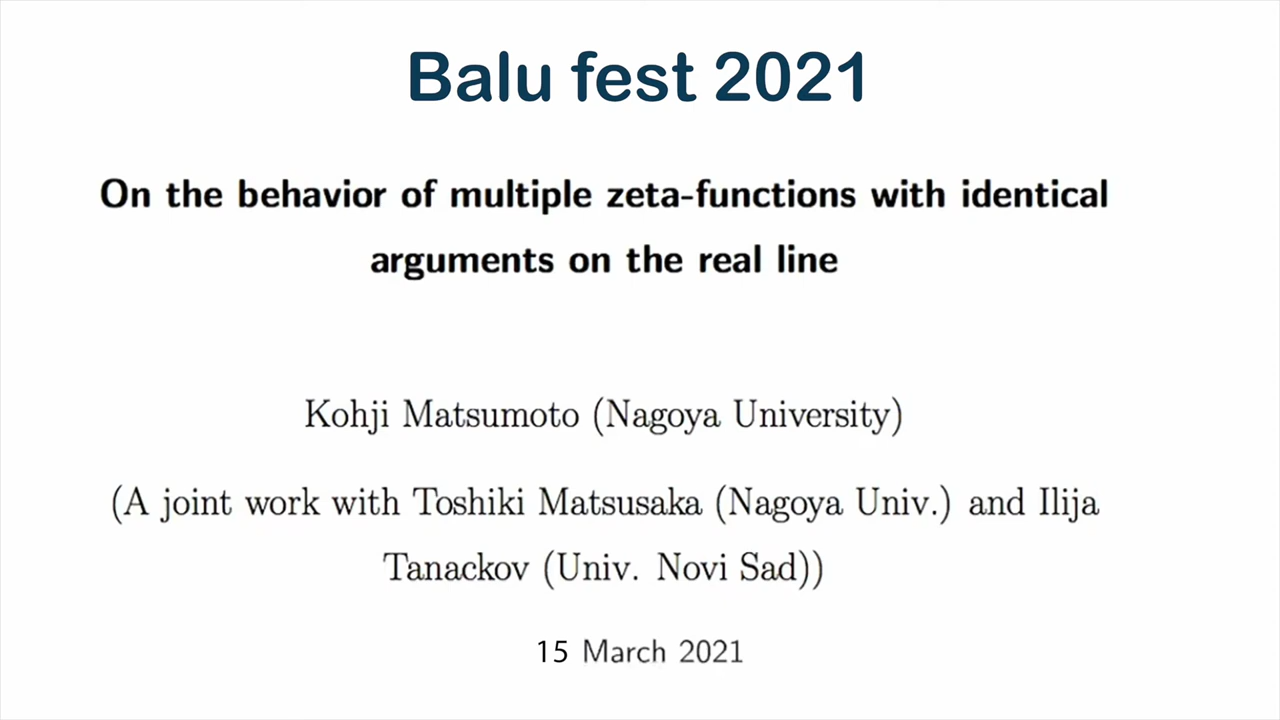 Balu fest 2021
On the behavior of multiple zeta-functions with identical
arguments on the real line
Kohji Matsumoto (Nagoya University)
(A joint work with Toshiki Matsusaka (Nagoya Univ.) and Ilija
Tanackov (Univ. Novi Sad))
15 March 2021